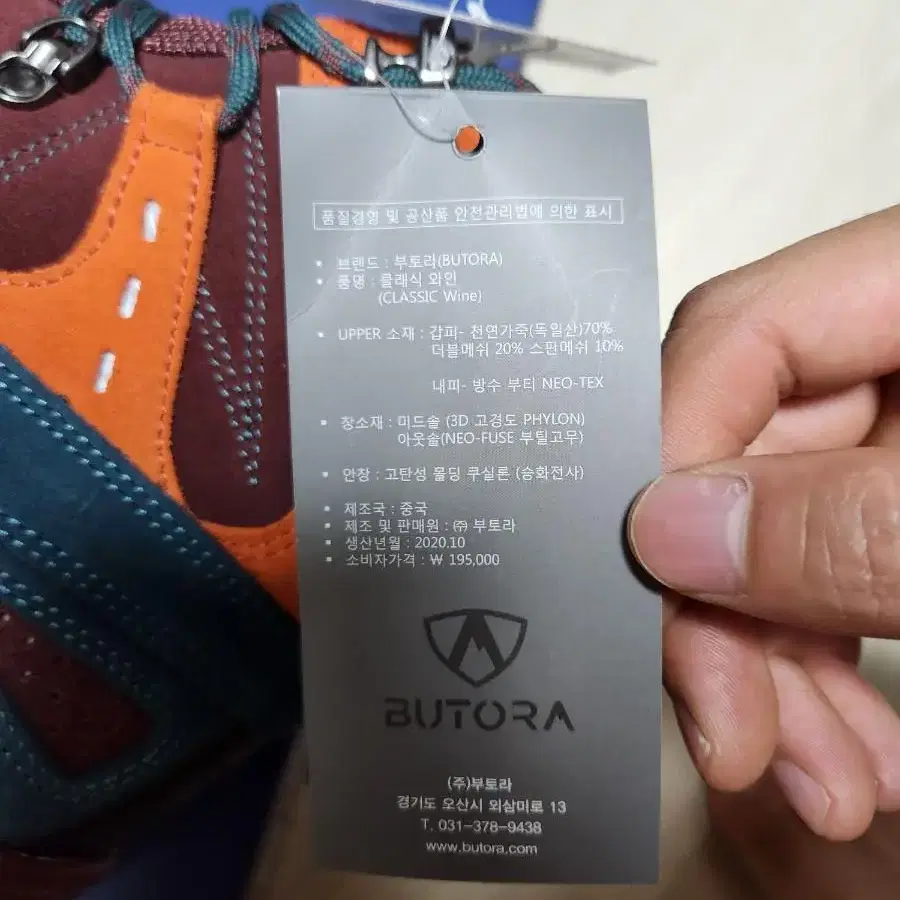 품질경영 및 공산품 안전관리법에 의한 표시
• 브랜드 : 부토라(BUTORA)
• 품명 : 클래식 와인
(CLASSIC Wine)
• UPPER 소재 : 갑피- 천연가죽(독일산)70%
더블메쉬 20% 스판메쉬 10%
내피- 방수 부티 NEO-TEX
• 창소재 : 미드솔 (3D 고경도 PHYLON)
아웃솔(NEO-FUSE 부틸고무)
• 안창 : 고탄성 몰딩 쿠실론 (승화전사)
• 제조국 : 중국
• 제조 및 판매원 : ㈜ 부토라
• 생산년월 : 2020.10
• 소비자가격 : ₩ 195,000
BUTORA
(주)부토라
경기도 오산시 외삼미로 13
T. 031-378-9438
www.butora.com